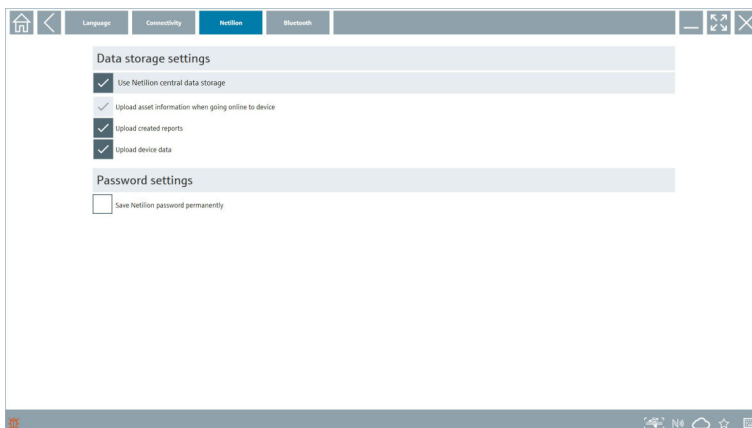 Language Connectivity Netilion Bluetooth
Data storage settings
Use Netilion central data storage
Upload asset information when going online to device
Upload created reports
Upload device data
Password settings
Save Netilion password permanently